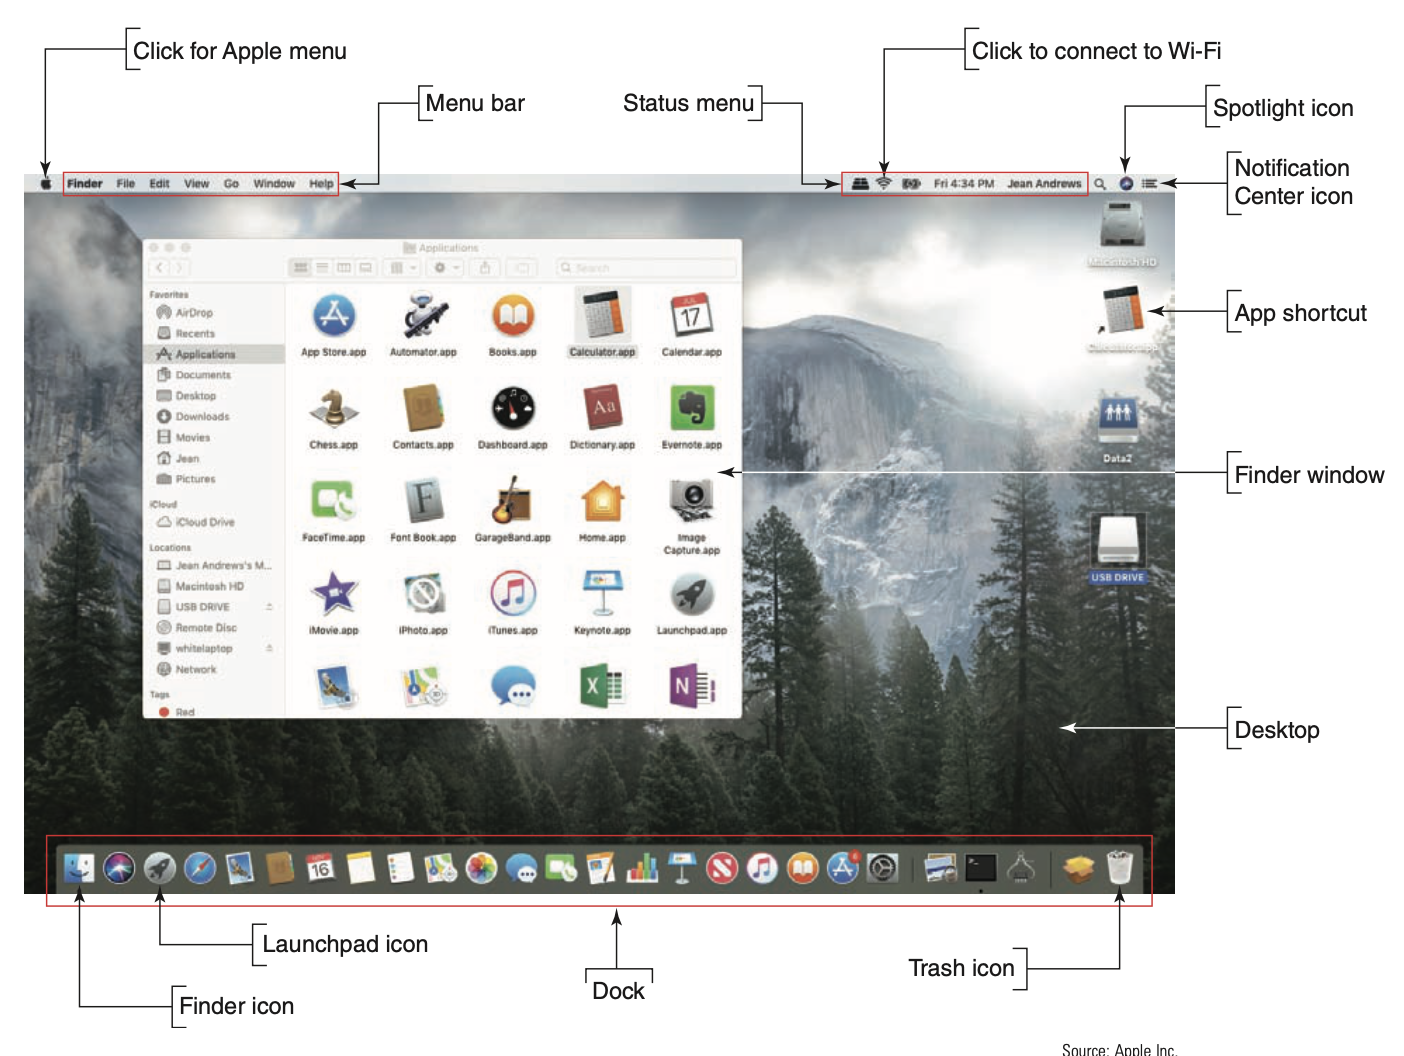 Click for Apple menu
Click to connect to Wi-Fi
Menu bar
Status menu
Spotlight icon
Notification
Center icon
Finder File Edit View Go Window Help
Fri 4:34 PM Jean Andrews
Macintosh HD
Applications
Search
Favorites
AirDrop
Recents
Applications
Documents
Desktop
Downloads
Movies
Jean
Pictures
iCloud
iCloud Drive
Locations
Jean Andrews's M...
Macintosh HD
USB DRIVE
Remote Disc
whitelaptop
Network
Tags
Red
JUL
17
App Store.app Automator.app Books.app Calculator.app Calendar.app
Aa
Chess.app Contacts.app Dashboard.app Dictionary.app Evernote.app
F
FaceTime.app Font Book.app GarageBand.app Home.app Image
Capture.app
iMovie.app iPhoto.app iTunes.app Keynote.app Launchpad.app
X N
App shortcut
Data2
Finder window
USB DRIVE
Desktop
16
6
Launchpad icon
Trash icon
Dock
Finder icon
Source: Apple Inc.